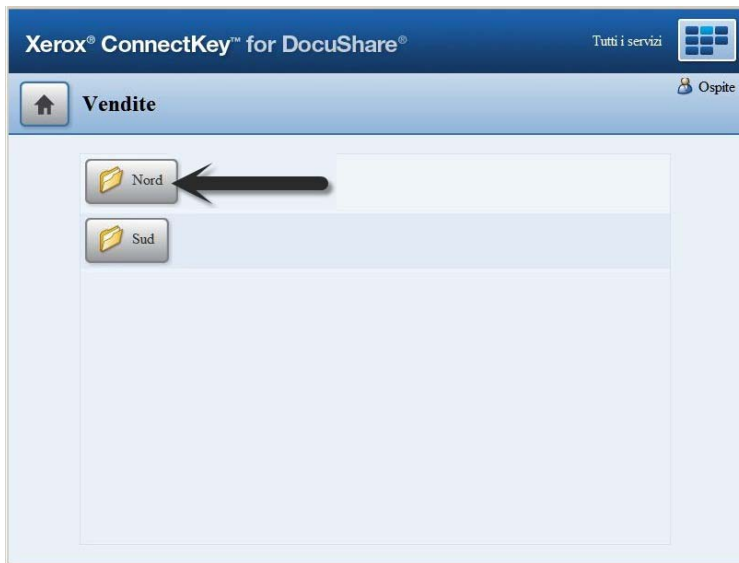 Xerox® ConnectKey™ for DocuShare®
Tutti i servizi
Vendite
Ospite
Nord
Sud